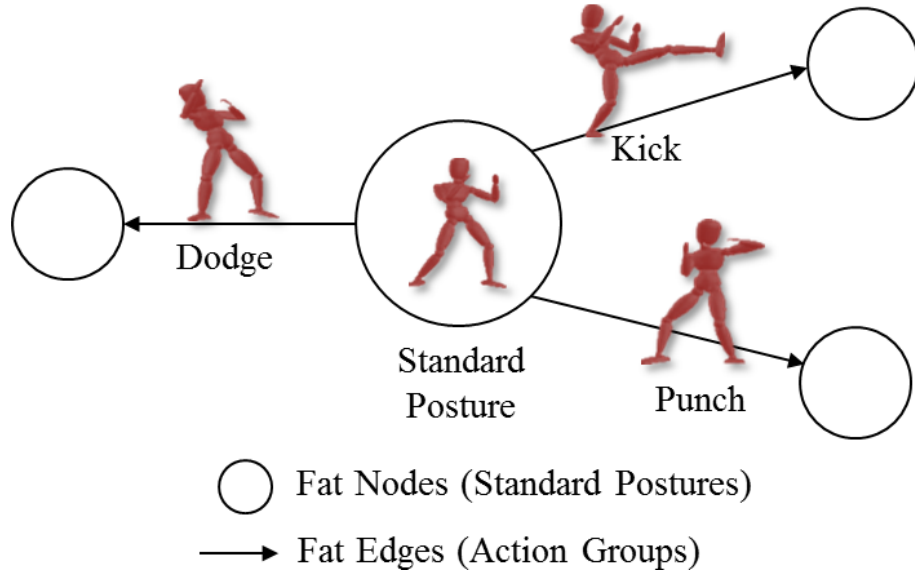 Kick
Dodge
Standard
Posture
Punch
Fat Nodes (Standard Postures)
Fat Edges (Action Groups)